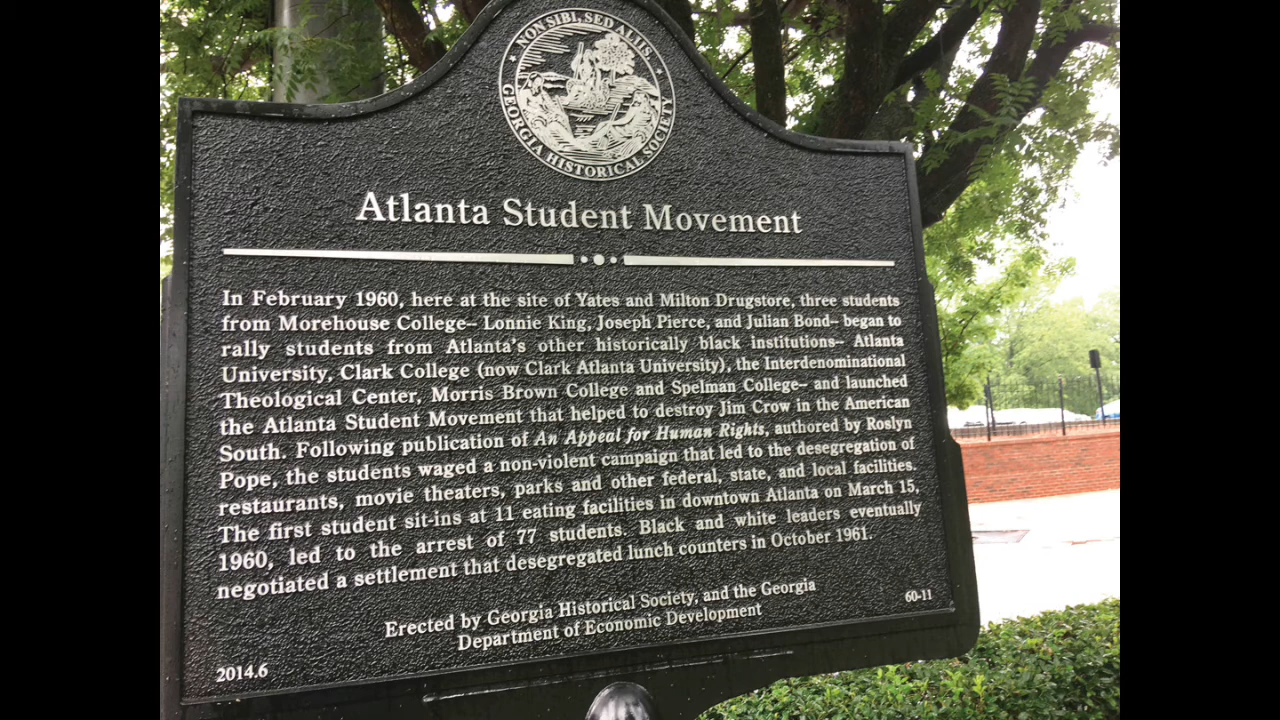 NON SIBI, SED ALIIS
GEORGIA HISTORICAL SOCIETY
Atlanta Student Movement
In February 1960, here at the site of Yates and Milton Drugstore, three students
from Morehouse College– Lonnie King, Joseph Pierce, and Julian Bond– began to
rally students from Atlanta's other historically black institutions– Atlanta
University, Clark College (now Clark Atlanta University), the Interdenominational
Theological Center, Morris Brown College and Spelman College– and launched
the Atlanta Student Movement that helped to destroy Jim Crow in the American
South. Following publication of An Appeal for Human Rights, authored by Roslyn
Pope, the students waged a non-violent campaign that led to the desegregation of
restaurants, movie theaters, parks and other federal, state, and local facilities.
The first student sit-ins at 11 eating facilities in downtown Atlanta on March 15,
1960, led to the arrest of 77 students. Black and white leaders eventually
negotiated a settlement that desegregated lunch counters in October 1961.
Erected by Georgia Historical Society, and the Georgia
Department of Economic Development
60-11
2014.6